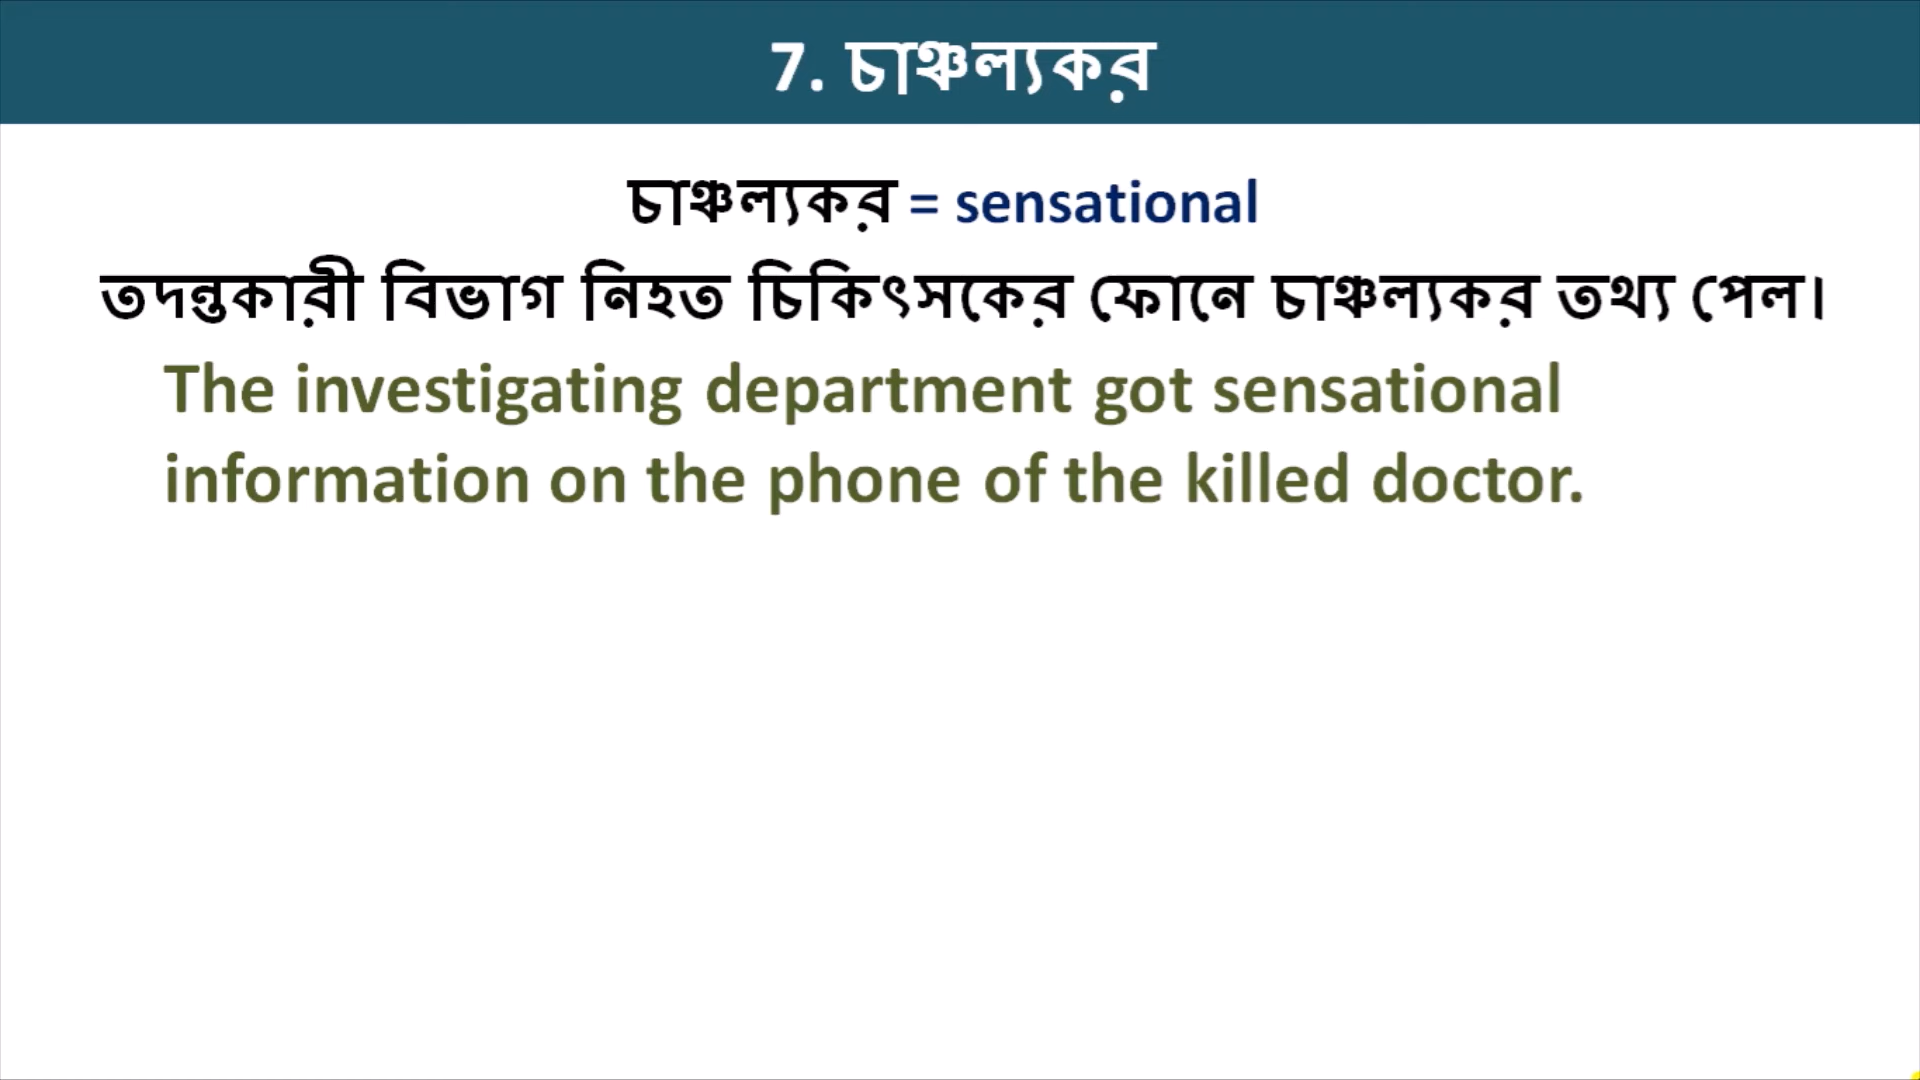 7. চাঞ্চল্যকর
চাঞ্চল্যকর = sensational
তদন্তকারী বিভাগ নিহত চিকিৎসকের ফোনে চাঞ্চল্যকর তথ্য পেল।
The investigating department got sensational
information on the phone of the killed doctor.